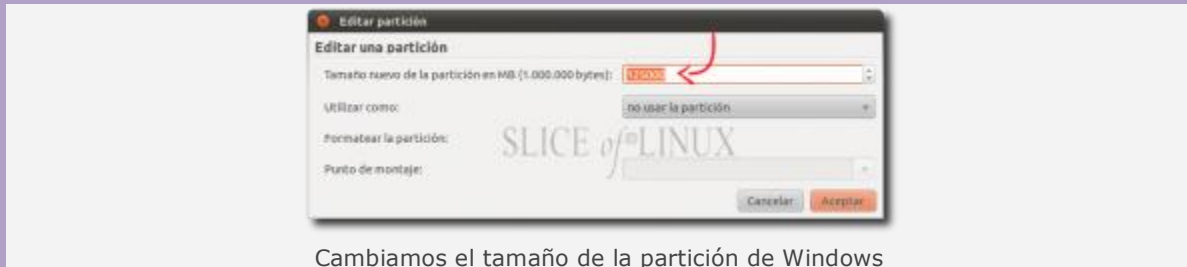 Editar partición
Editar una partición
Tamaño nuevo de la partición en MB (1.000.000 bytes): 125000
Utilizar como: no usar la partición
Formatear la partición:
SLICE of LINUX
Punto de montaje:
Cancelar Aceptar
Cambiamos el tamaño de la partición de Windows